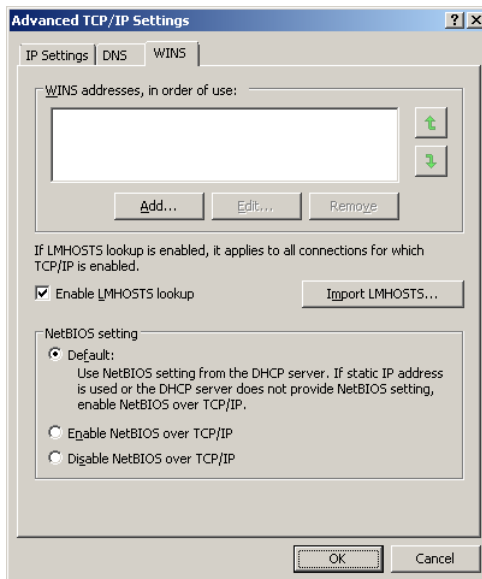 Advanced TCP/IP Settings
IP Settings DNS WINS
WINS addresses, in order of use:
Add... Edit... Remove
If LMHOSTS lookup is enabled, it applies to all connections for which
TCP/IP is enabled.
Enable LMHOSTS lookup Import LMHOSTS...
NetBIOS setting
Default:
Use NetBIOS setting from the DHCP server. If static IP address
is used or the DHCP server does not provide NetBIOS setting,
enable NetBIOS over TCP/IP.
Enable NetBIOS over TCP/IP
Disable NetBIOS over TCP/IP
OK Cancel